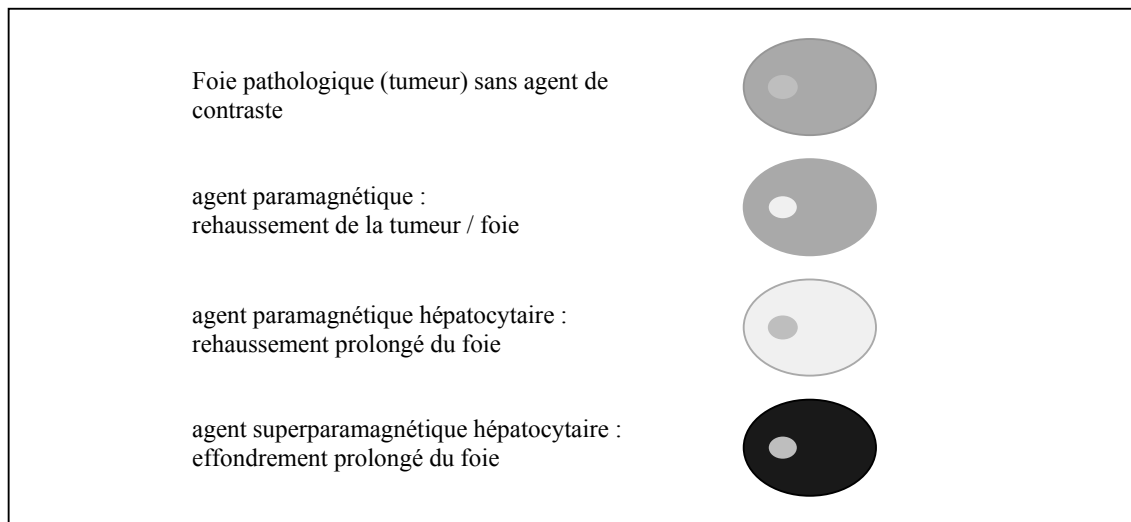 Foie pathologique (tumeur) sans agent de
contraste
agent paramagnétique :
rehaussement de la tumeur / foie
agent paramagnétique hépatocytaire :
rehaussement prolongé du foie
agent superparamagnétique hépatocytaire :
effondrement prolongé du foie